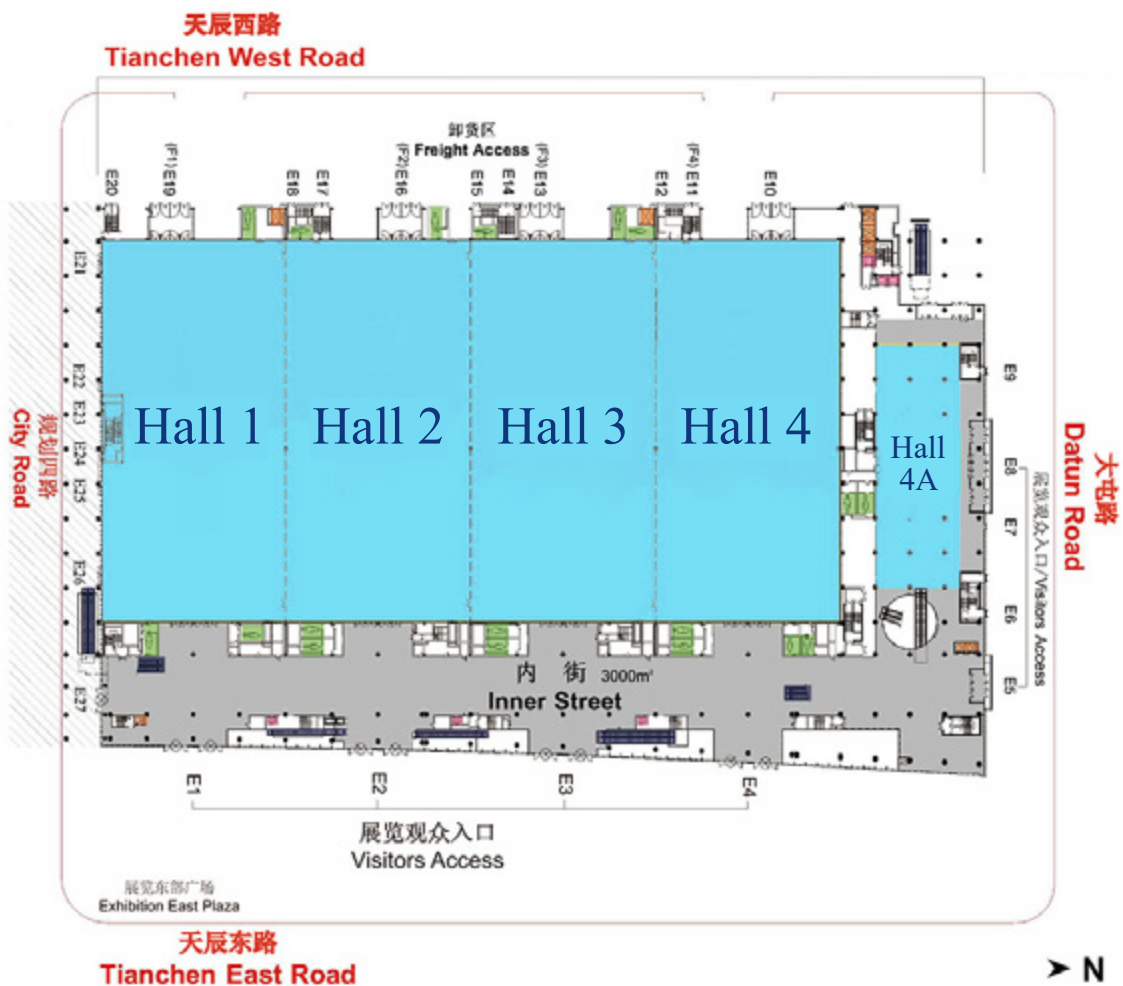 天辰西路
Tianchen West Road
卸货区
Freight Access
E20
(F1) E19
E18
E17
(F2) E16
E15
E14
(F3) E13
E12
(F4) E11
E10
E21
E22
E23
E24
E25
E26
E27
规划四路
City Road
Hall 1
Hall 2
Hall 3
Hall 4
Hall
4A
E9
E8
E7
E6
E5
展览观众入口/Visitors Access
大屯路
Datun Road
内 街 3000㎡
Inner Street
E1
E2
E3
E4
展览观众入口
Visitors Access
展览东部广场
Exhibition East Plaza
天辰东路
Tianchen East Road
N